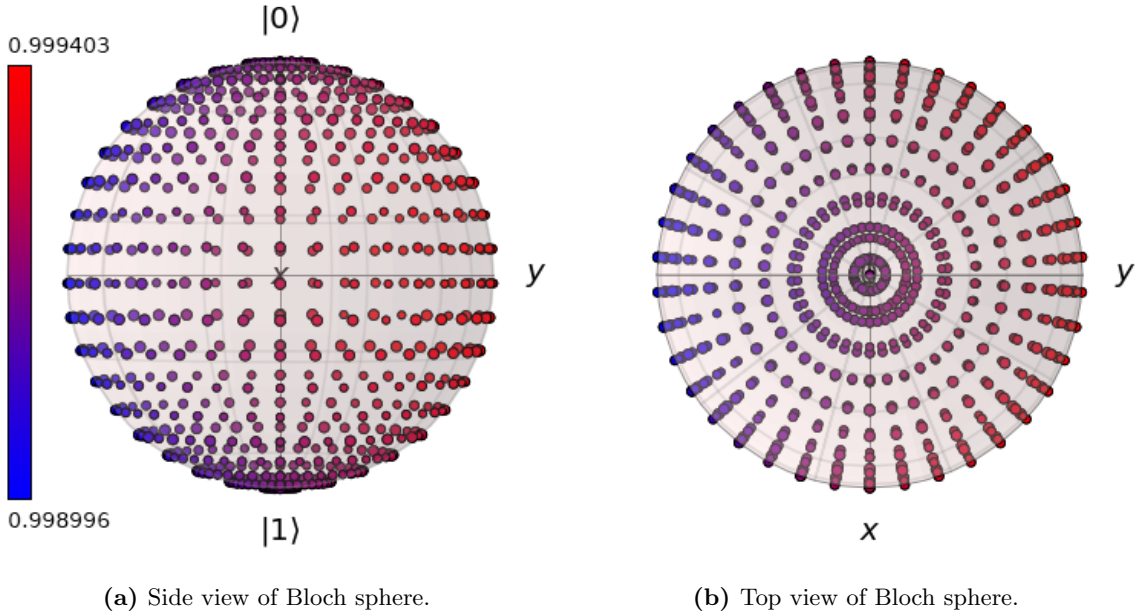 |0⟩
0.999403
x
y
y
0.998996
|1⟩
x
(a) Side view of Bloch sphere.
(b) Top view of Bloch sphere.